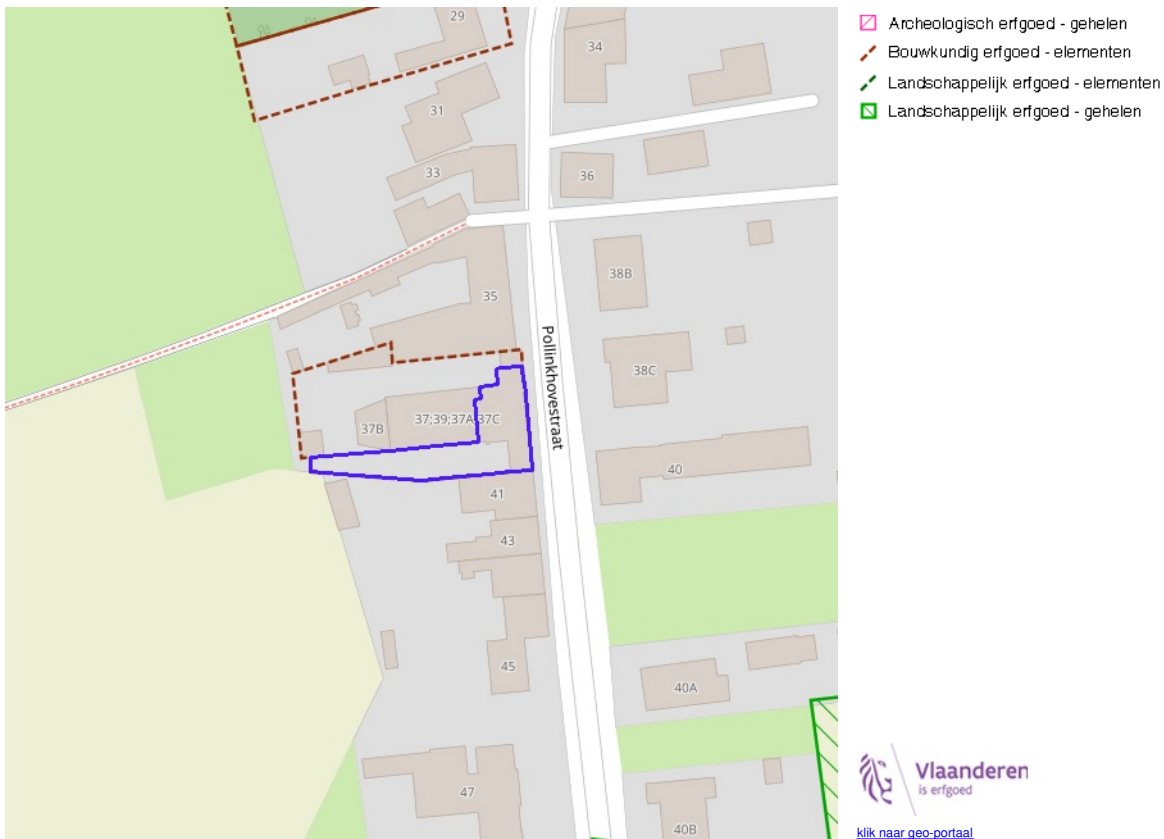 29
34
31
33
36
35
38B
Pollinkhovestraat
38C
37B
37;39;37A;37C
40
41
43
45
40A
47
40B
Archeologisch erfgoed - gehelen
Bouwkundig erfgoed - elementen
Landschappelijk erfgoed - elementen
Landschappelijk erfgoed - gehelen
Vlaanderen
is erfgoed
klik naar geo-portaal